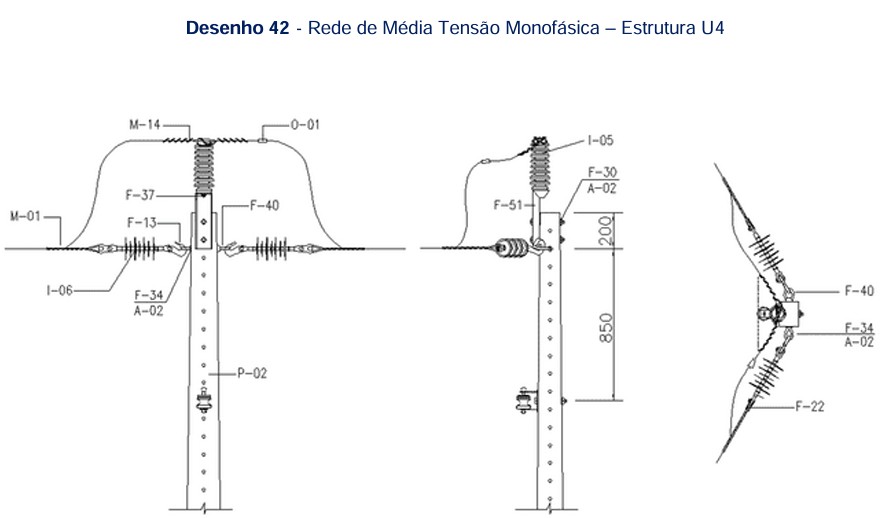 Desenho 42 - Rede de Média Tensão Monofásica – Estrutura U4
M-14
O-01
I-05
F-30
A-02
F-37
F-40
F-51
M-01
F-13
200
I-06
F-34
A-02
F-40
850
F-34
A-02
P-02
F-22